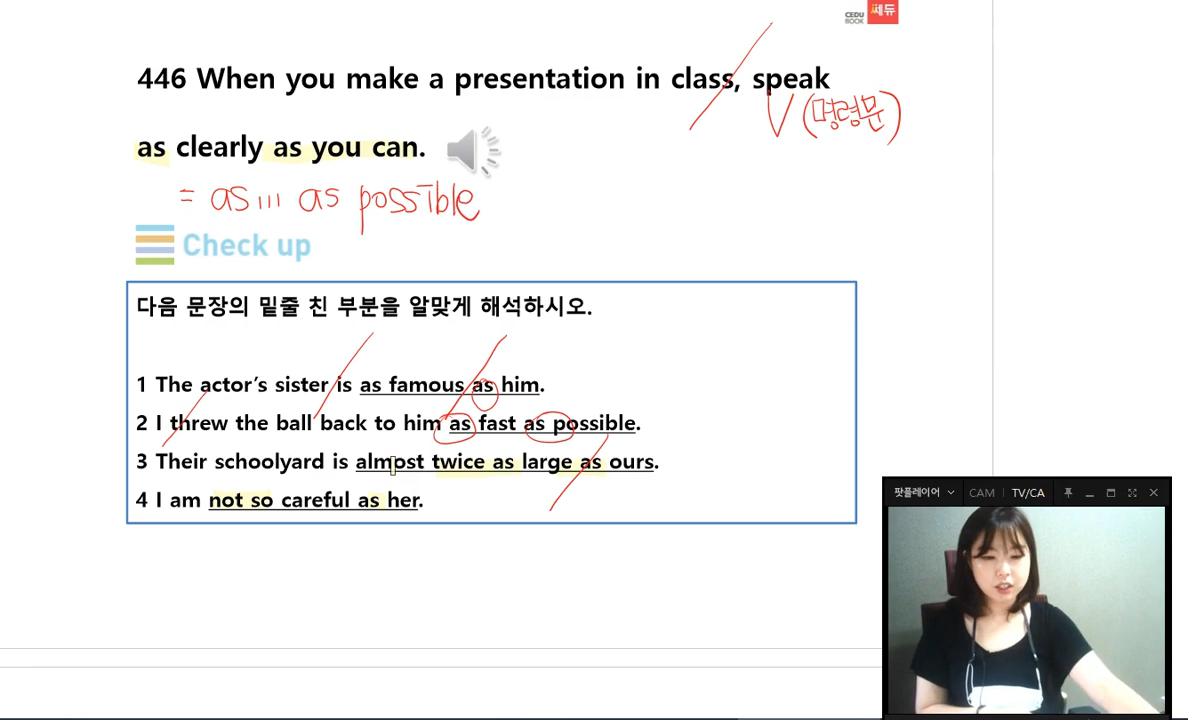 CEDU BOOK 쎄듀
446 When you make a presentation in class, speak
V (명령문)
as clearly as you can.
= as ... as possible
Check up
다음 문장의 밑줄 친 부분을 알맞게 해석하시오.
1 The actor's sister is as famous as him.
2 I threw the ball back to him as fast as possible.
3 Their schoolyard is almost twice as large as ours.
4 I am not so careful as her.
팟플레이어 CAM TV/CA